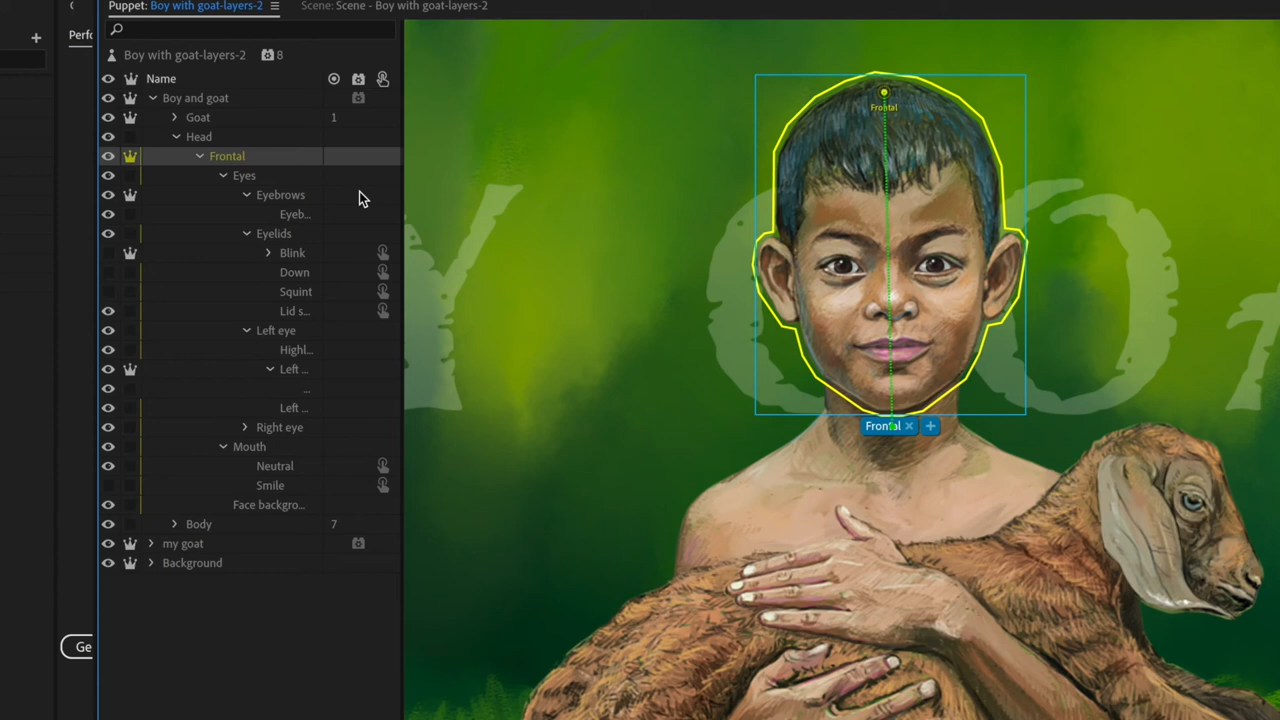 Puppet: Boy with goat-layers-2
Scene: Scene - Boy with goat-layers-2
Perfo
Boy with goat-layers-2
8
Name
Boy and goat
Goat
1
Head
Frontal
Eyes
Eyebrows
Eyeb...
Eyelids
Blink
Down
Squint
Lid s...
Left eye
Highl...
Left ...
...
Left ...
Right eye
Mouth
Neutral
Smile
Face backgro...
Body
7
my goat
Background
Ge
Frontal
Frontal